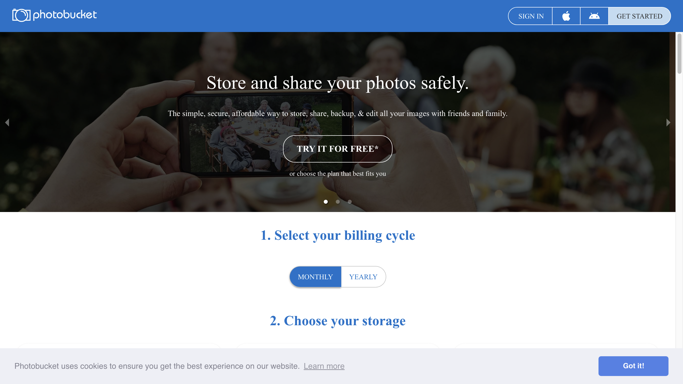 photobucket
SIGN IN
GET STARTED
Store and share your photos safely.
The simple, secure, affordable way to store, share, backup, & edit all your images with friends and family.
TRY IT FOR FREE*
or choose the plan that best fits you
1. Select your billing cycle
MONTHLY
YEARLY
2. Choose your storage
Photobucket uses cookies to ensure you get the best experience on our website. Learn more
Got it!